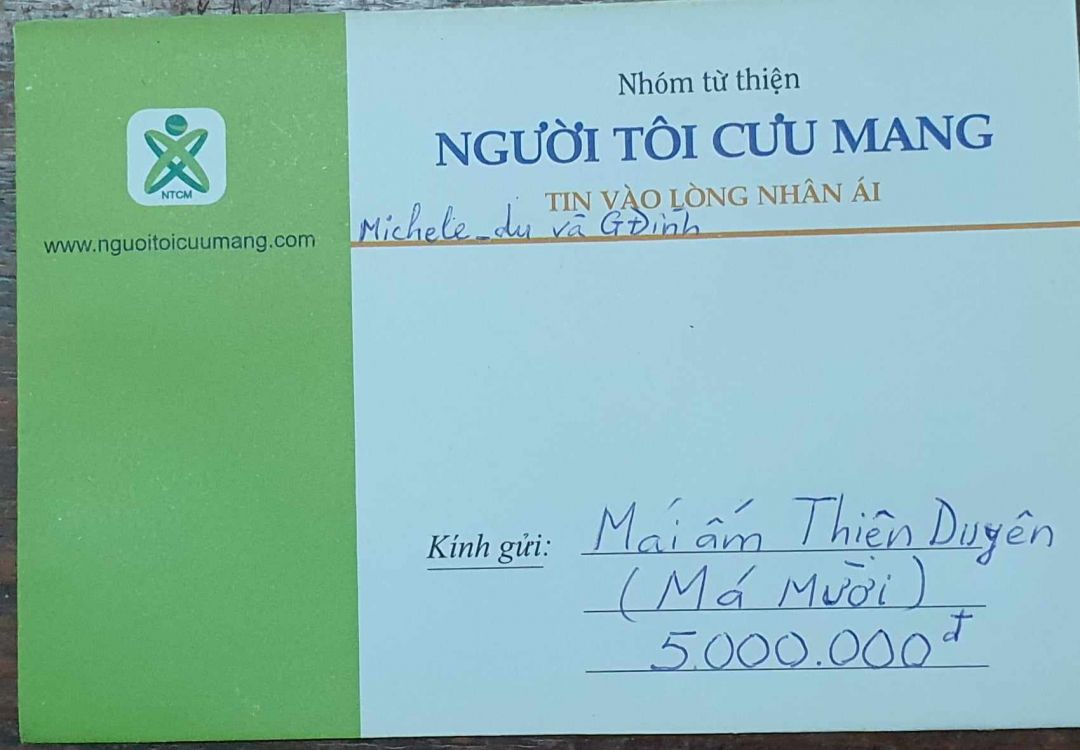 Nhóm từ thiện
NGƯỜI TÔI CƯU MANG
TIN VÀO LÒNG NHÂN ÁI
NTCM
www.nguoitoicuumang.com
Michele_du và GĐình
Kính gửi: Mái ấm Thiên Duyên
(Má Mười)
5.000.000đ